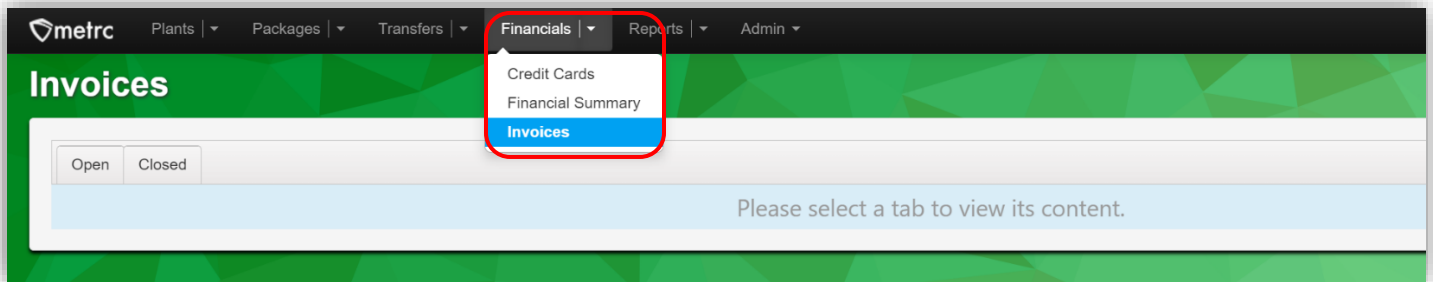 metrc Plants Packages Transfers Financials Reports Admin
Invoices
Credit Cards
Financial Summary
Invoices
Open Closed
Please select a tab to view its content.